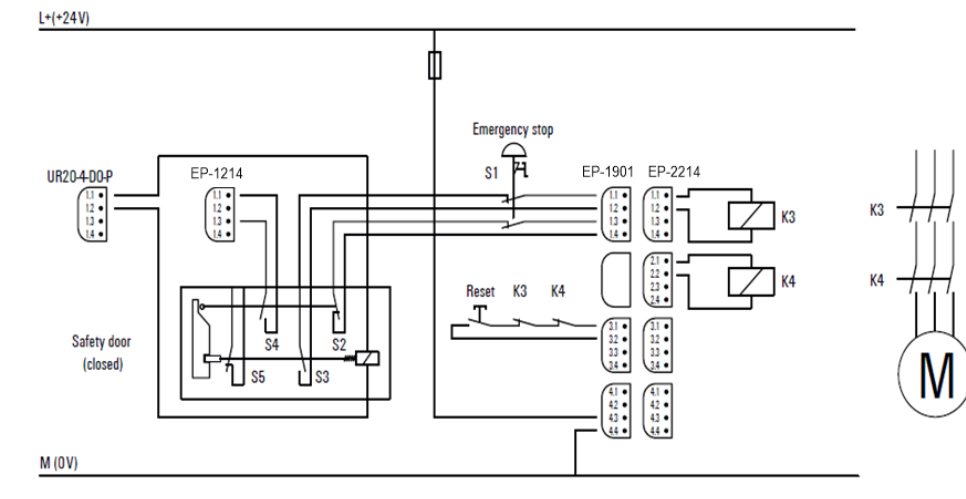 L+(+24V)
Emergency stop
S1
UR20-4-DO-P
EP-1214
EP-1901
EP-2214
1.1
1.2
1.3
1.4
1.1
1.2
1.3
1.4
1.1
1.2
1.3
1.4
1.1
1.2
1.3
1.4
K3
K3
2.1
2.2
2.3
2.4
K4
K4
Reset
K3
K4
Safety door
(closed)
S4
S2
S5
S3
3.1
3.2
3.3
3.4
3.1
3.2
3.3
3.4
M
4.1
4.2
4.3
4.4
4.1
4.2
4.3
4.4
M (0V)